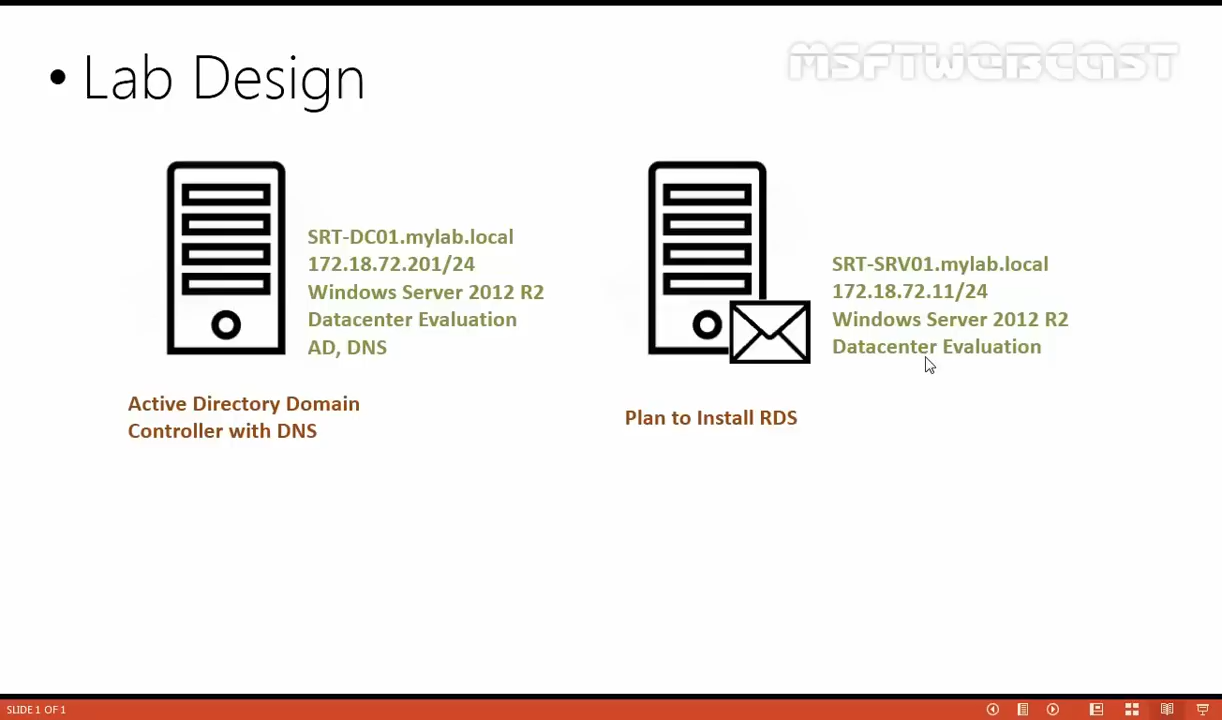 • Lab Design
MSFTWEBCAST
SRT-DC01.mylab.local
172.18.72.201/24
Windows Server 2012 R2
Datacenter Evaluation
AD, DNS
Active Directory Domain
Controller with DNS
SRT-SRV01.mylab.local
172.18.72.11/24
Windows Server 2012 R2
Datacenter Evaluation
Plan to Install RDS
SLIDE 1 OF 1